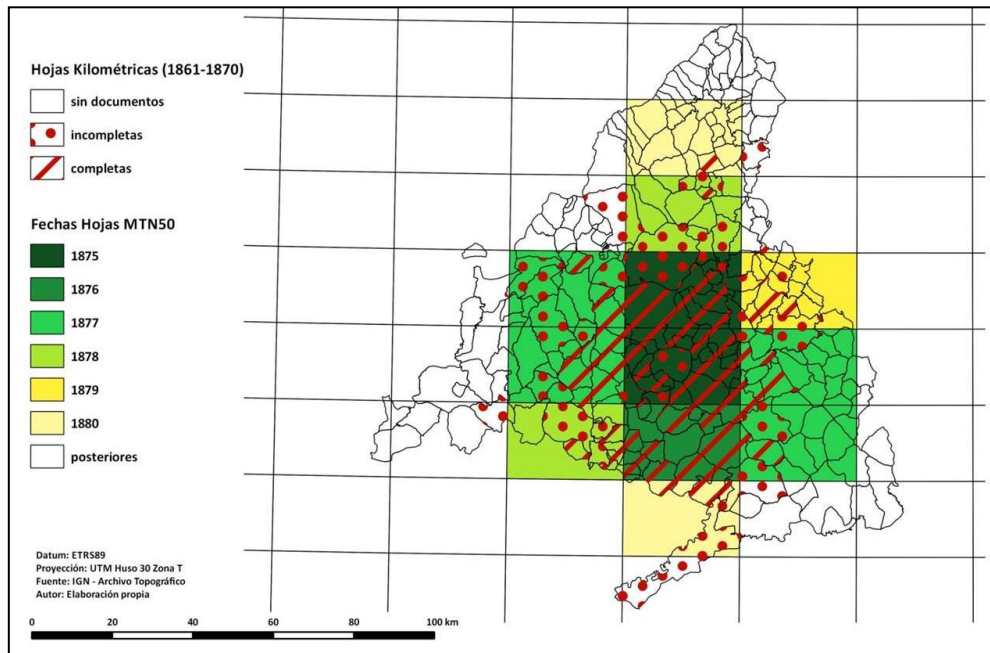 Hojas Kilométricas (1861-1870)
sin documentos
incompletas
completas
Fechas Hojas MTN50
1875
1876
1877
1878
1879
1880
posteriores
Datum: ETRS89
Proyección: UTM Huso 30 Zona T
Fuente: IGN - Archivo Topográfico
Autor: Elaboración propia
0 20 40 60 80 100 km